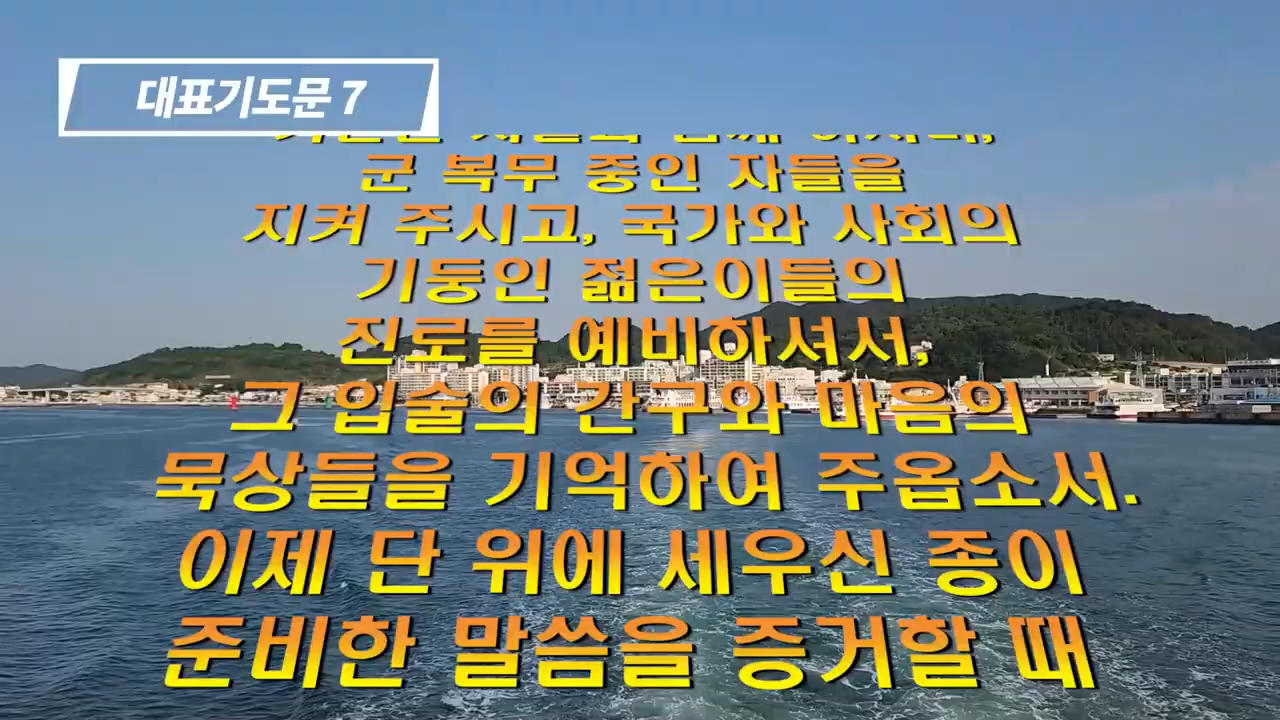 대표기도문 7
군 복무 중인 자들을
지켜 주시고, 국가와 사회의
기둥인 젊은이들의
진로를 예비하셔서,
그 입술의 간구와 마음의
묵상들을 기억하여 주옵소서.
이제 단 위에 세우신 종이
준비한 말씀을 증거할 때